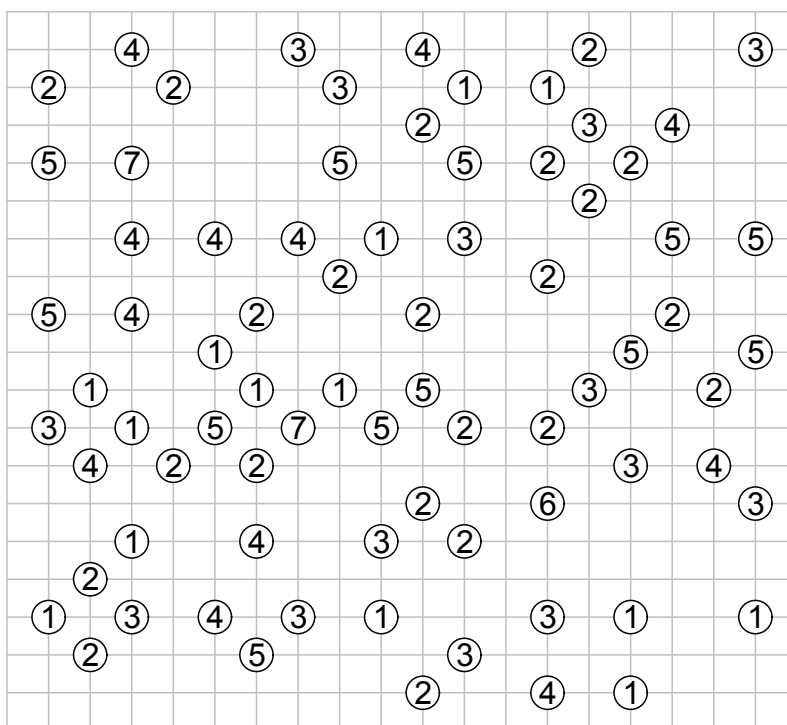 4 3 4 2 3
2 2 3 1 1
2 3 4
5 7 5 5 2 2
2
4 4 4 1 3 5 5
2 2
5 4 2 2 2
1 5 5
1 1 1 5 3 2
3 1 5 7 5 2 2
4 2 2 3 4
2 6 3
1 4 3 2
2
1 3 4 3 1 3 1 1
2 5 3
2 4 1